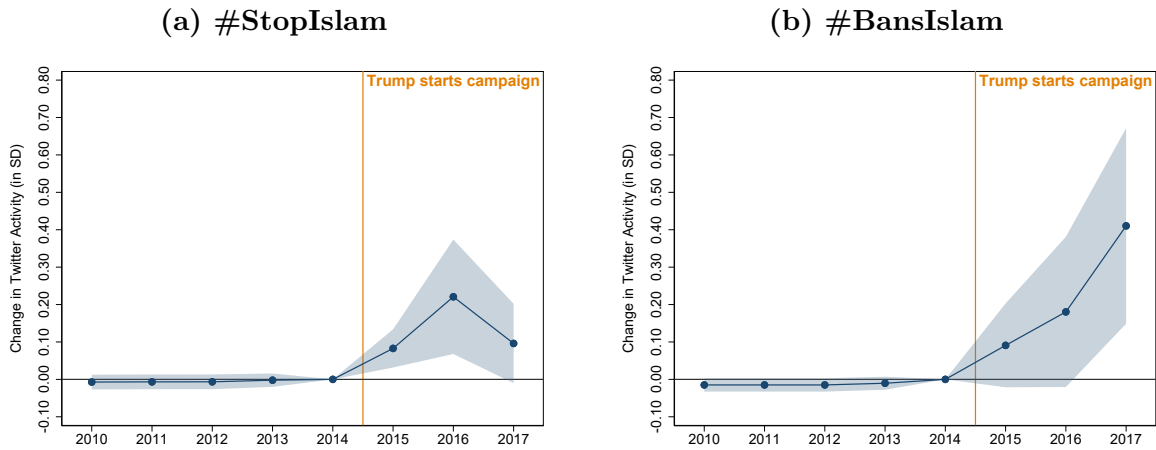 (a) #StopIslam
Trump starts campaign
Change in Twitter Activity (in SD)
0.80
0.70
0.60
0.50
0.40
0.30
0.20
0.10
0.00
-0.10
2010 2011 2012 2013 2014 2015 2016 2017
(b) #BansIslam
Trump starts campaign
Change in Twitter Activity (in SD)
0.80
0.70
0.60
0.50
0.40
0.30
0.20
0.10
0.00
-0.10
2010 2011 2012 2013 2014 2015 2016 2017